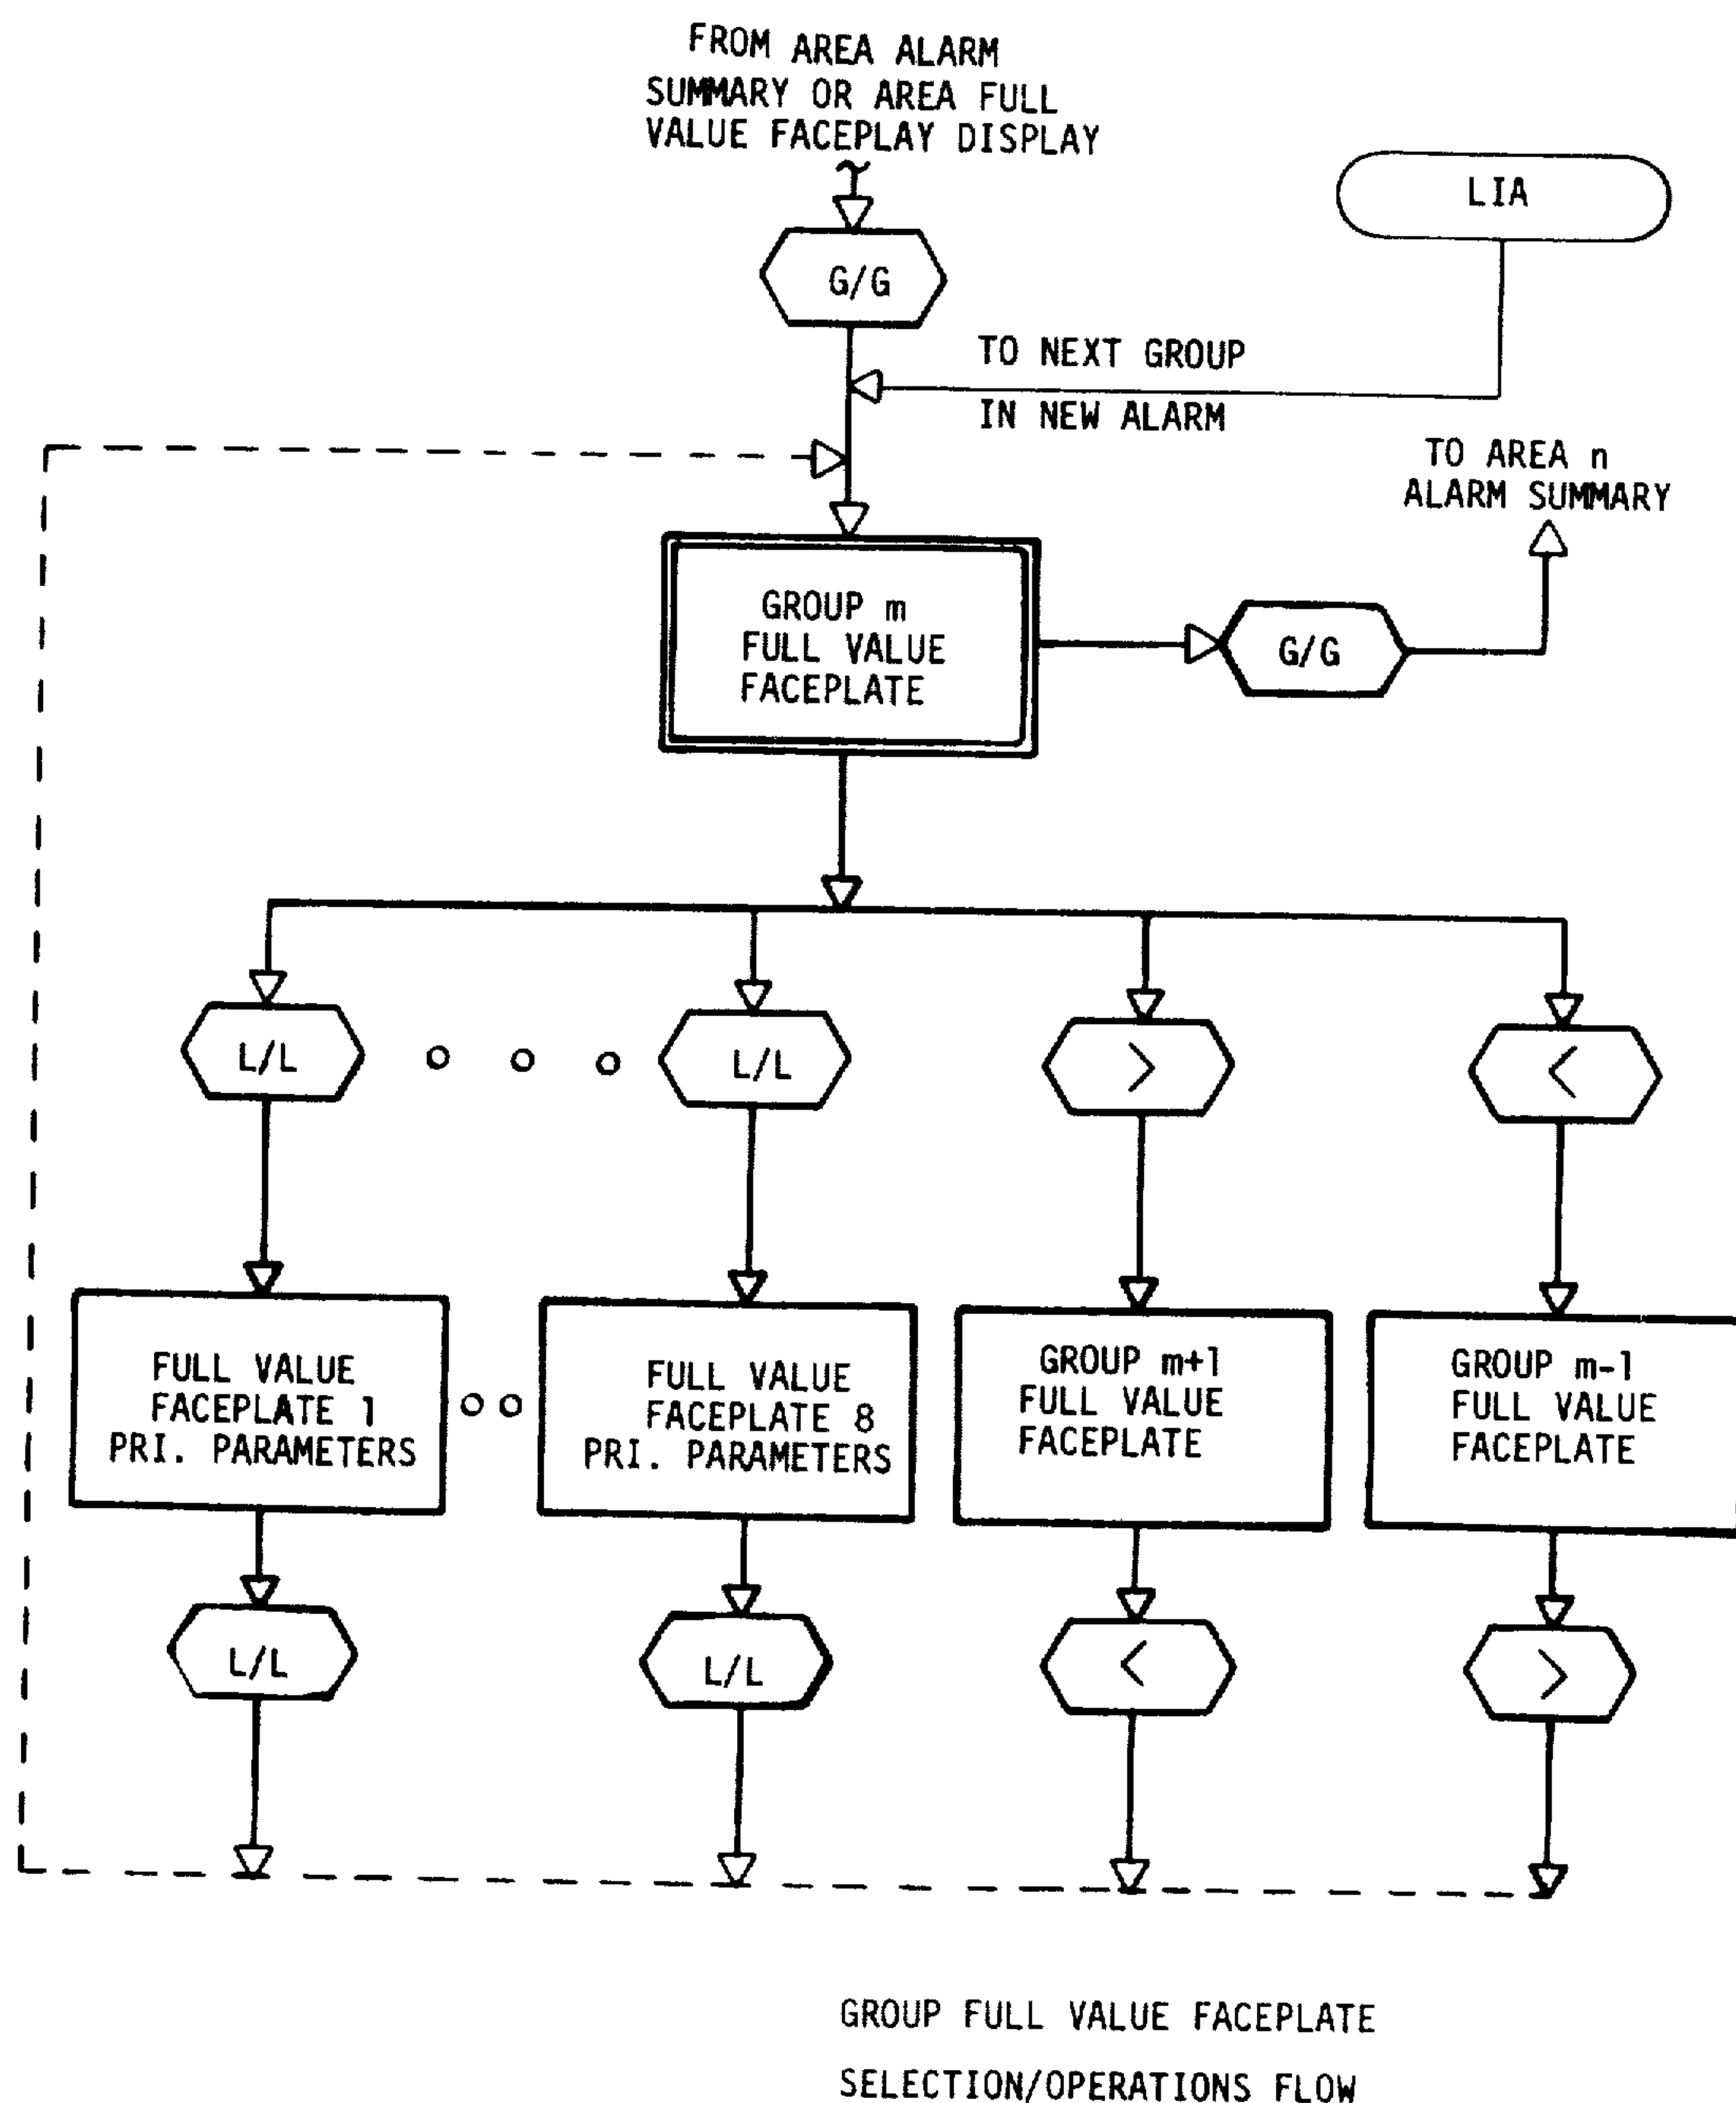 FROM AREA ALARM
SUMMARY OR AREA FULL
VALUE FACEPLAY DISPLAY
LIA
G/G
TO NEXT GROUP
IN NEW ALARM
TO AREA n
ALARM SUMMARY
GROUP m
FULL VALUE
FACEPLATE
G/G
L/L
L/L
>
<
FULL VALUE
FACEPLATE 1
PRI. PARAMETERS
FULL VALUE
FACEPLATE 8
PRI. PARAMETERS
GROUP m+1
FULL VALUE
FACEPLATE
GROUP m-1
FULL VALUE
FACEPLATE
L/L
L/L
<
>
GROUP FULL VALUE FACEPLATE
SELECTION/OPERATIONS FLOW